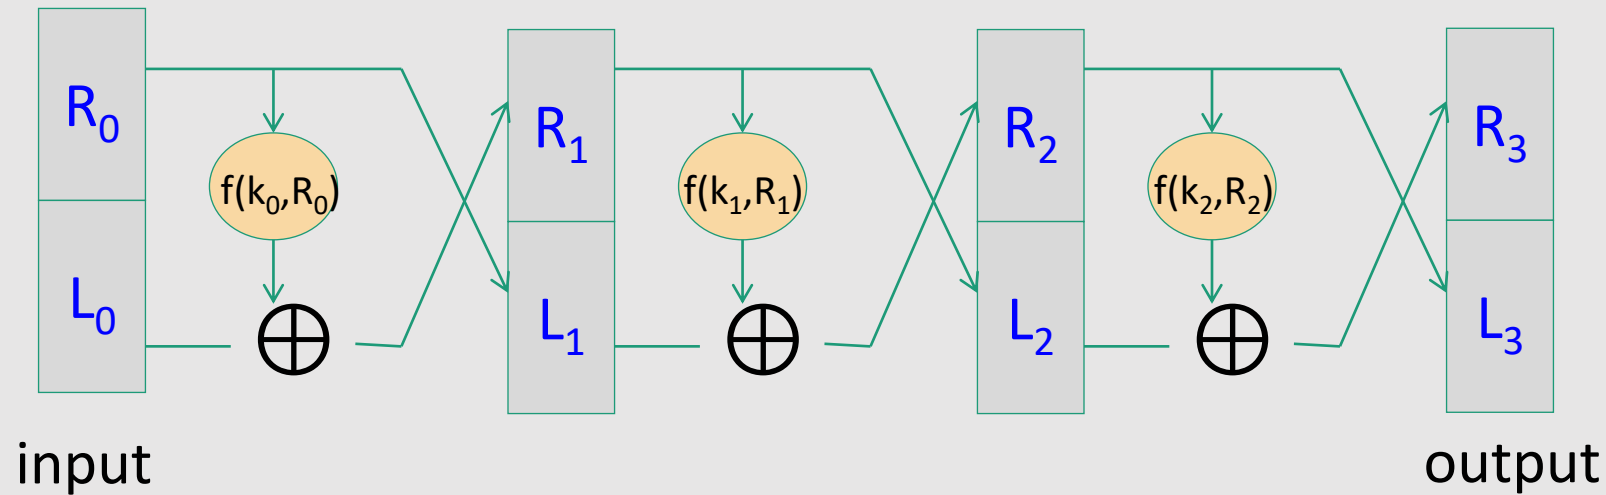 R₀
L₀
f(k₀,R₀)
R₁
L₁
f(k₁,R₁)
R₂
L₂
f(k₂,R₂)
R₃
L₃
input
output